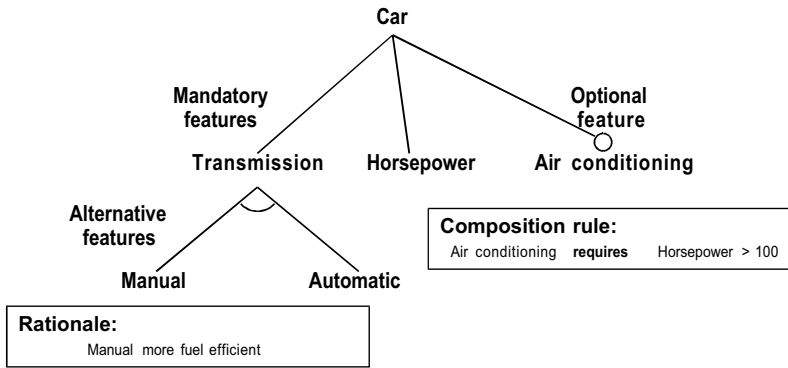 Car
Mandatory
features
Optional
feature
Transmission
Horsepower
Air conditioning
Alternative
features
Manual
Automatic
Composition rule:
Air conditioning requires Horsepower > 100
Rationale:
Manual more fuel efficient